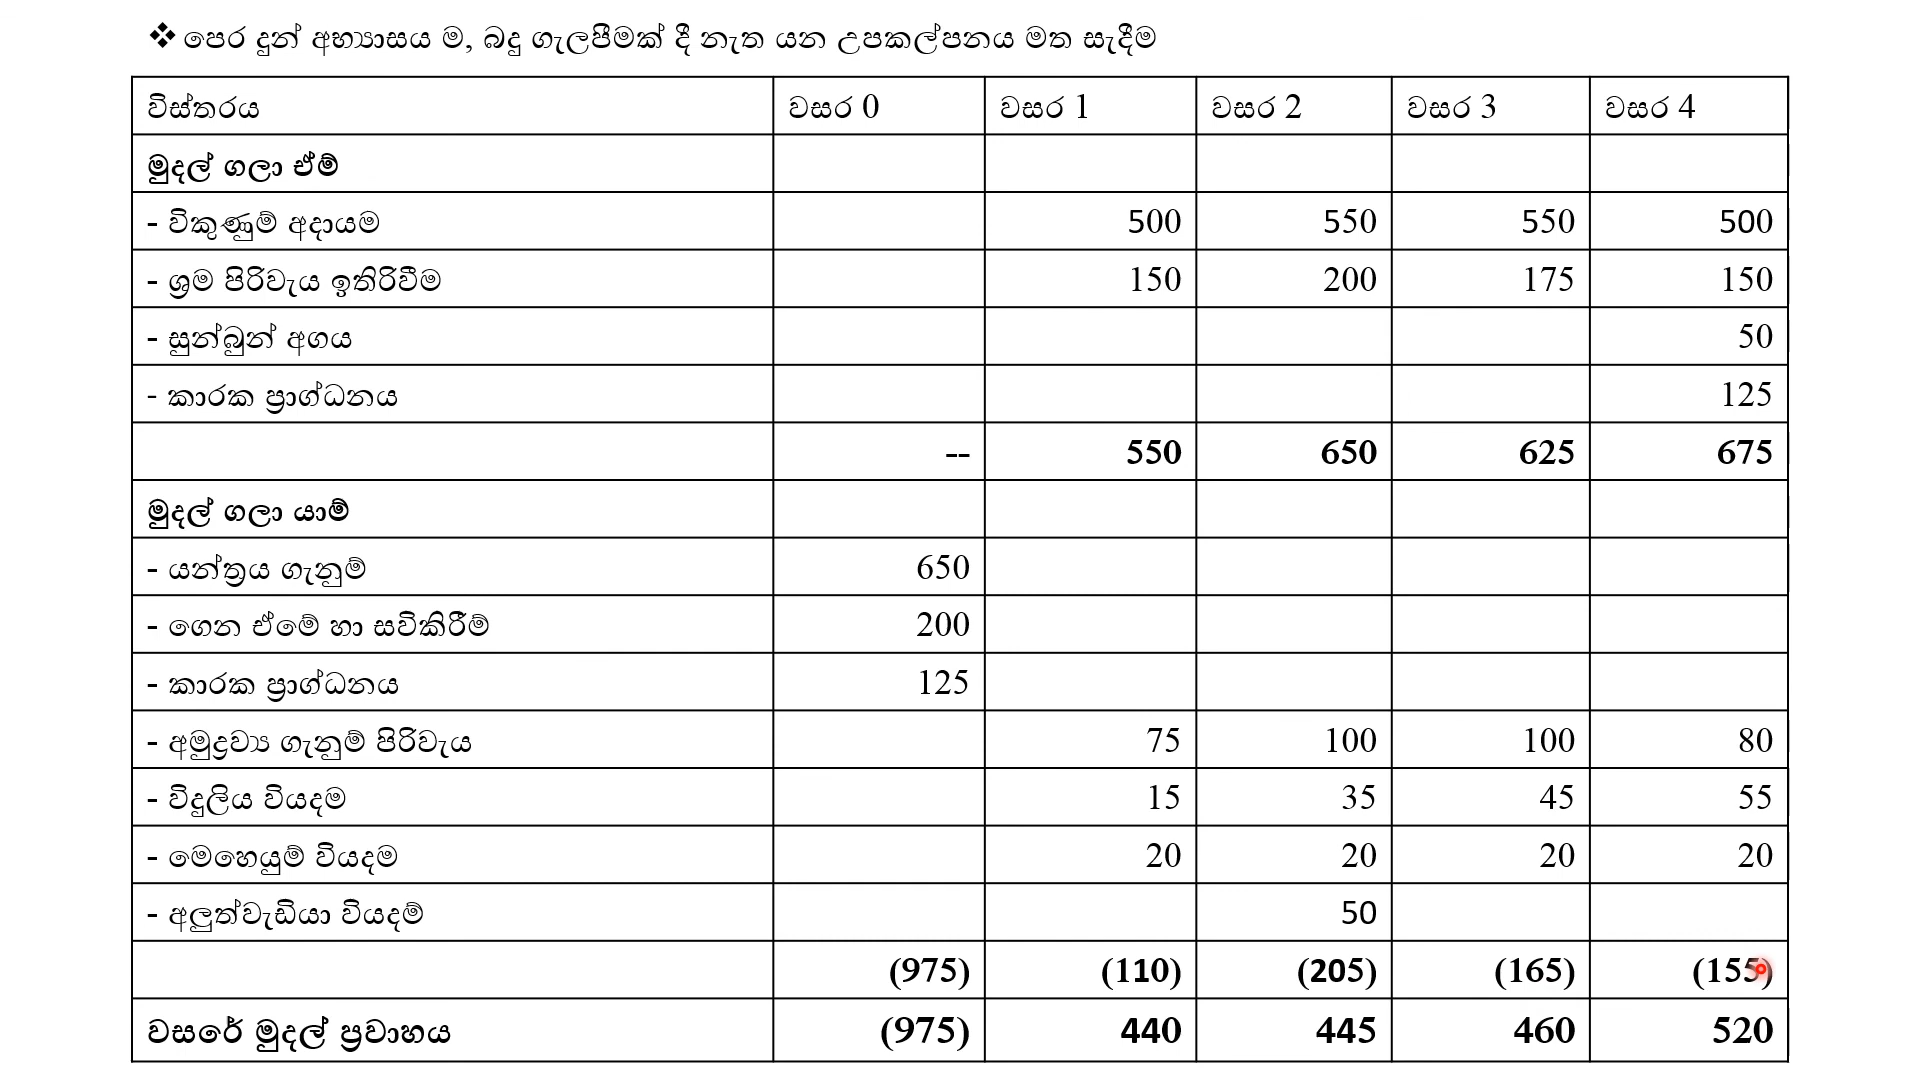 ❖ පෙර දුන් අභ්‍යාසය ම, බදු ගැලපීමක් දී නැත යන උපකල්පනය මත සැදීම
විස්තරය වසර 0 වසර 1 වසර 2 වසර 3 වසර 4
මුදල් ගලා ඒම්
- විකුණුම් අදායම 500 550 550 500
- ශ්‍රම පිරිවැය ඉතිරිවීම 150 200 175 150
- සුන්බුන් අගය 50
- කාරක ප්‍රාග්ධනය 125
-- 550 650 625 675
මුදල් ගලා යාම්
- යන්ත්‍රය ගැනුම් 650
- ගෙන ඒමේ හා සවිකිරීම් 200
- කාරක ප්‍රාග්ධනය 125
- අමුද්‍රව්‍ය ගැනුම් පිරිවැය 75 100 100 80
- විදුලිය වියදම 15 35 45 55
- මෙහෙයුම් වියදම 20 20 20 20
- අලුත්වැඩියා වියදම් 50
(975) (110) (205) (165) (155)
වසරේ මුදල් ප්‍රවාහය (975) 440 445 460 520